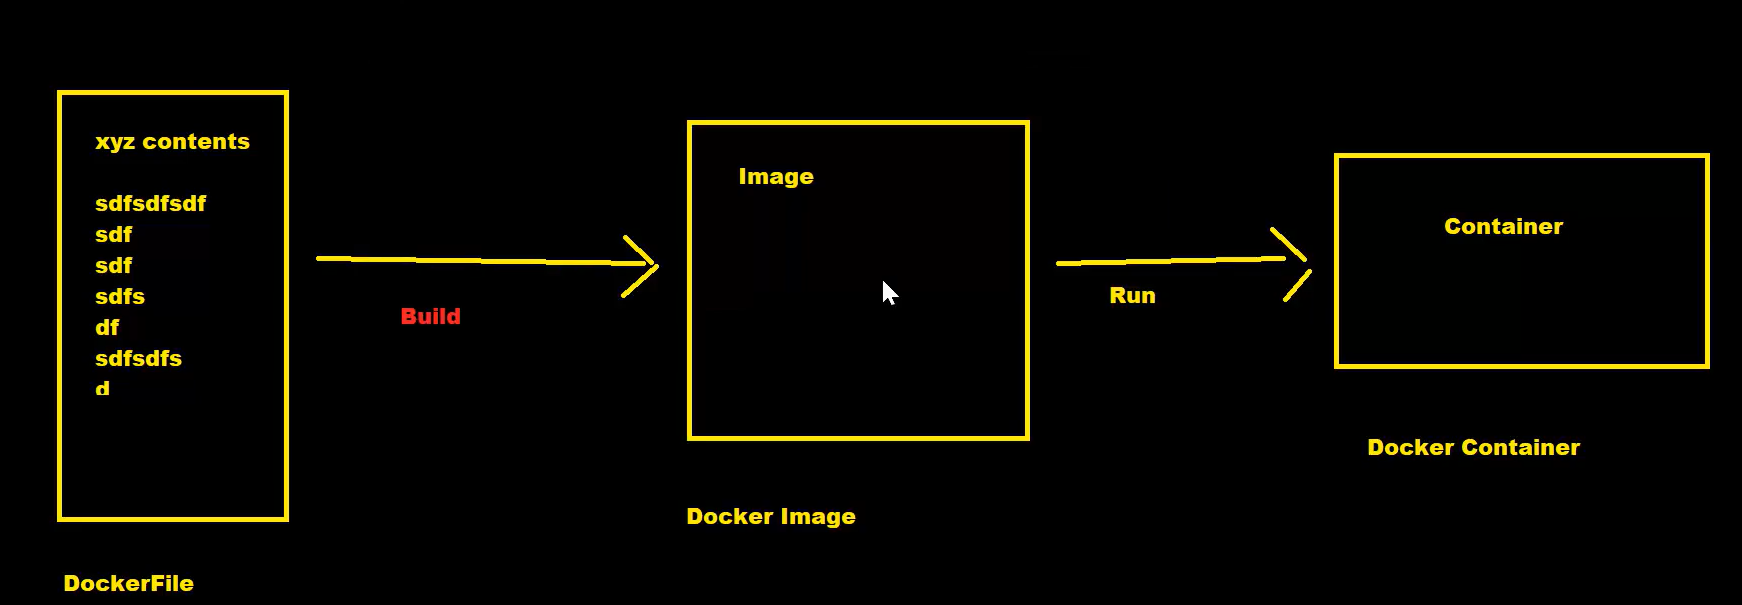 xyz contents
sdfsdfsdf
sdf
sdf
sdfs
df
sdfsdfs
d
DockerFile
Build
Image
Docker Image
Run
Container
Docker Container